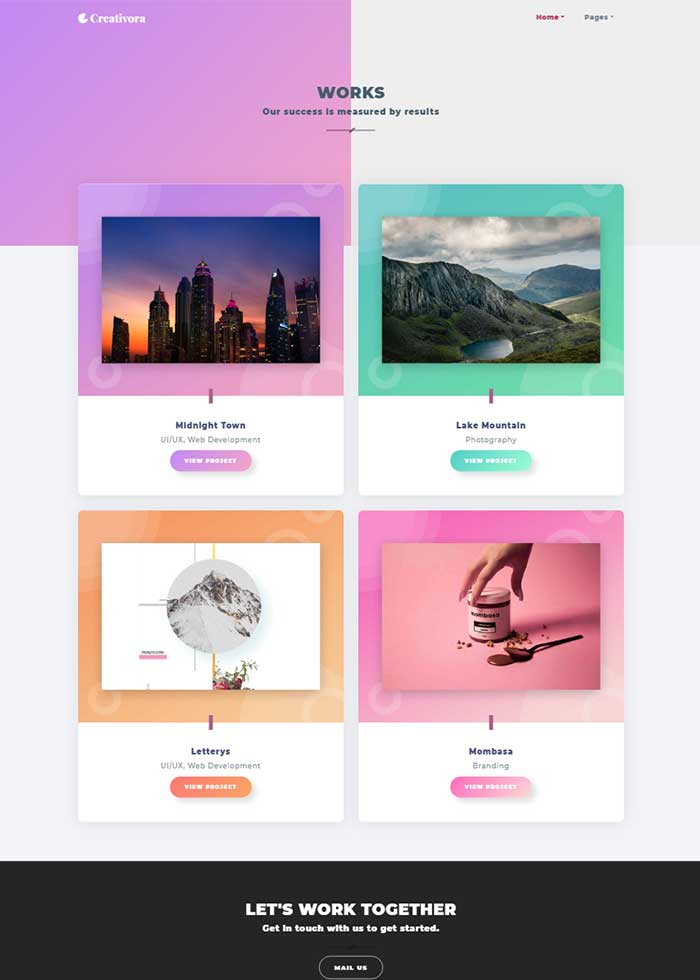 Creativora
Home
Pages
WORKS
Our success is measured by results
Midnight Town
UI/UX, Web Development
VIEW PROJECT
Lake Mountain
Photography
VIEW PROJECT
mombasa
Letterys
UI/UX, Web Development
VIEW PROJECT
Mombasa
Branding
VIEW PROJECT
LET'S WORK TOGETHER
Get in touch with us to get started.
MAIL US